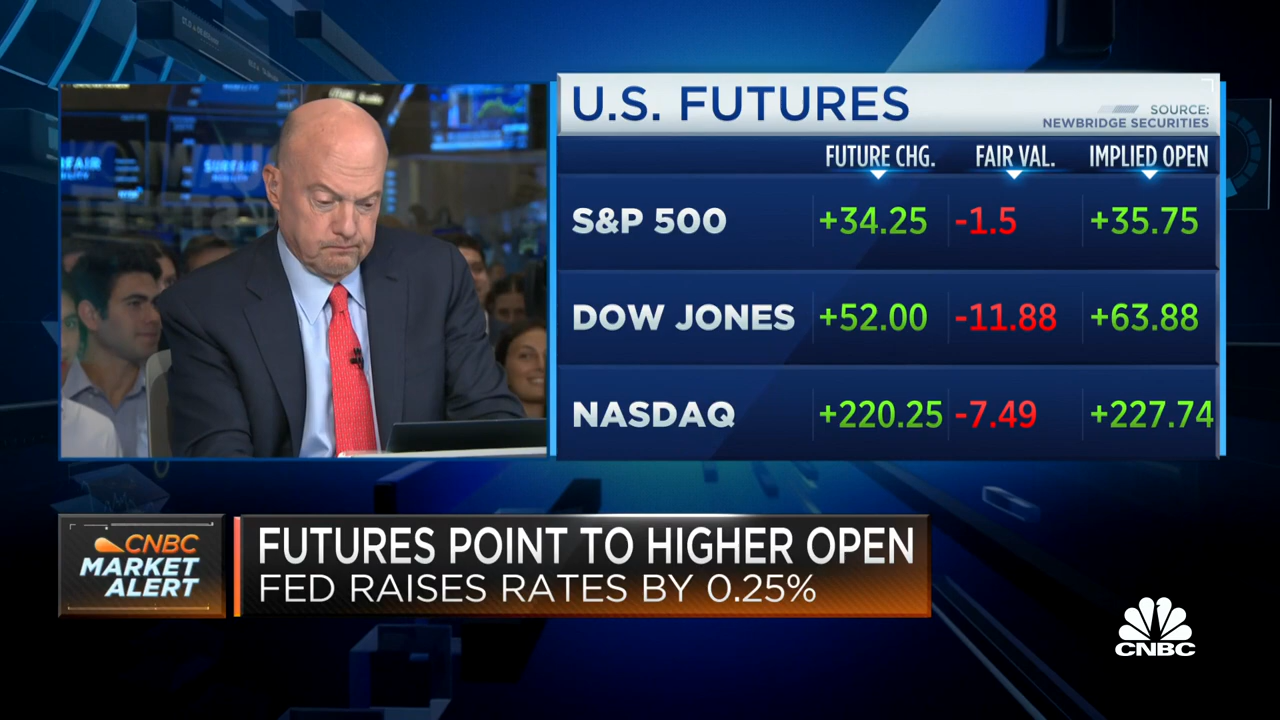 U.S. FUTURES
SOURCE:
NEWBRIDGE SECURITIES
FUTURE CHG. FAIR VAL. IMPLIED OPEN
S&P 500 +34.25 -1.5 +35.75
DOW JONES +52.00 -11.88 +63.88
NASDAQ +220.25 -7.49 +227.74
SURFAIR
CNBC
MARKET
ALERT
FUTURES POINT TO HIGHER OPEN
FED RAISES RATES BY 0.25%
CNBC